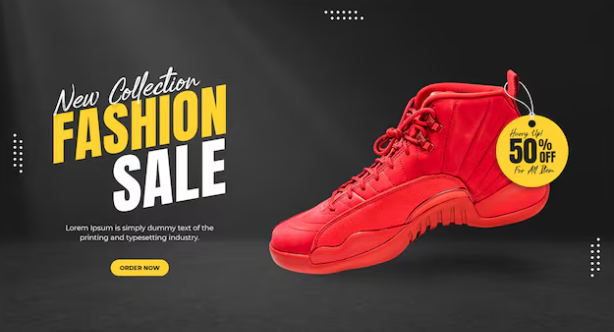 New Collection
FASHION
SALE
Lorem Ipsum is simply dummy text of the
printing and typesetting industry.
ORDER NOW
Hurry Up!
50% OFF
For All Item